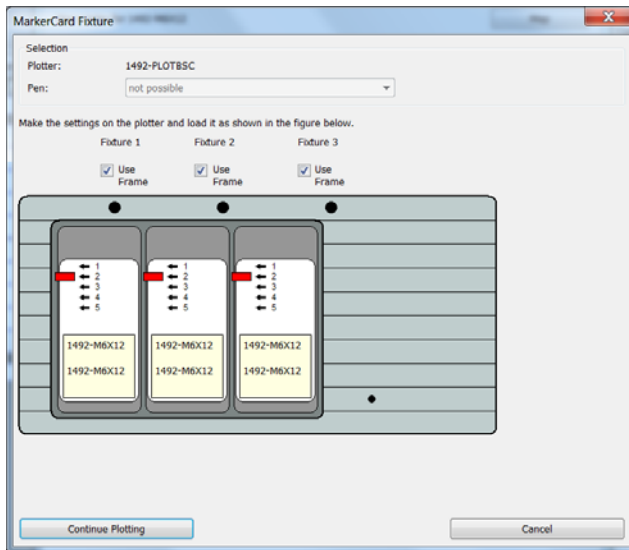 MarkerCard Fixture
Selection
Plotter: 1492-PLOTBSC
Pen: not possible
Make the settings on the plotter and load it as shown in the figure below.
Fixture 1 Fixture 2 Fixture 3
Use Frame Use Frame Use Frame
1 1 1
2 2 2
3 3 3
4 4 4
5 5 5
1492-M6X12 1492-M6X12 1492-M6X12
1492-M6X12 1492-M6X12 1492-M6X12
Continue Plotting Cancel